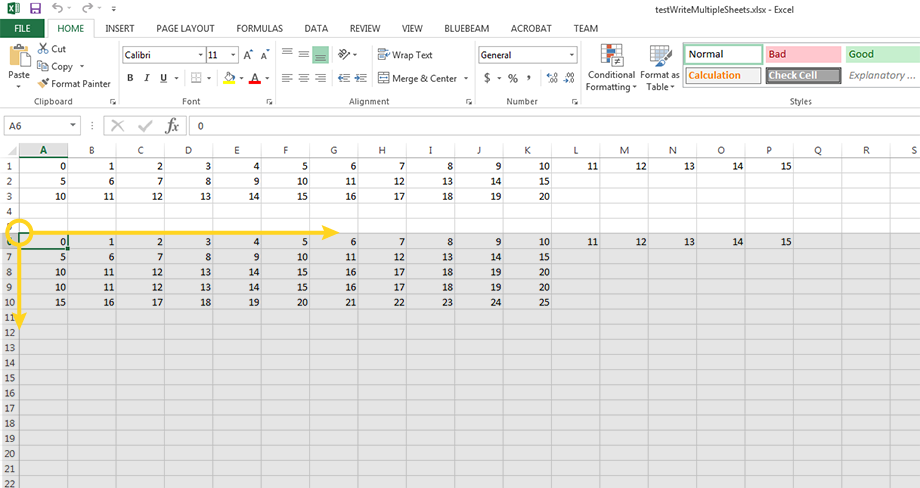 testWriteMultipleSheets.xlsx - Excel
FILE HOME INSERT PAGE LAYOUT FORMULAS DATA REVIEW VIEW BLUEBEAM ACROBAT TEAM
Cut
Copy
Format Painter
Paste
Calibri 11
B I U A
Wrap Text
Merge & Center
General
$ % ,
Conditional Formatting
Format as Table
Normal Bad Good
Calculation Check Cell Explanatory ...
Clipboard Font Alignment Number Styles
A6 fx 0
A B C D E F G H I J K L M N O P Q R S
1 0 1 2 3 4 5 6 7 8 9 10 11 12 13 14 15
2 5 6 7 8 9 10 11 12 13 14 15
3 10 11 12 13 14 15 16 17 18 19 20
4
5
6 0 1 2 3 4 5 6 7 8 9 10 11 12 13 14 15
7 5 6 7 8 9 10 11 12 13 14 15
8 10 11 12 13 14 15 16 17 18 19 20
9 10 11 12 13 14 15 16 17 18 19 20
10 15 16 17 18 19 20 21 22 23 24 25
11
12
13
14
15
16
17
18
19
20
21
22